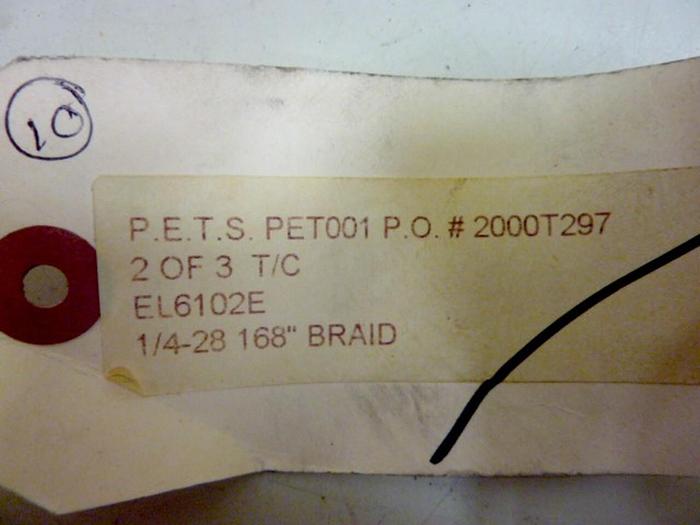 10
P.E.T.S. PET001 P.O. # 2000T297
2 OF 3 T/C
EL6102E
1/4-28 168" BRAID